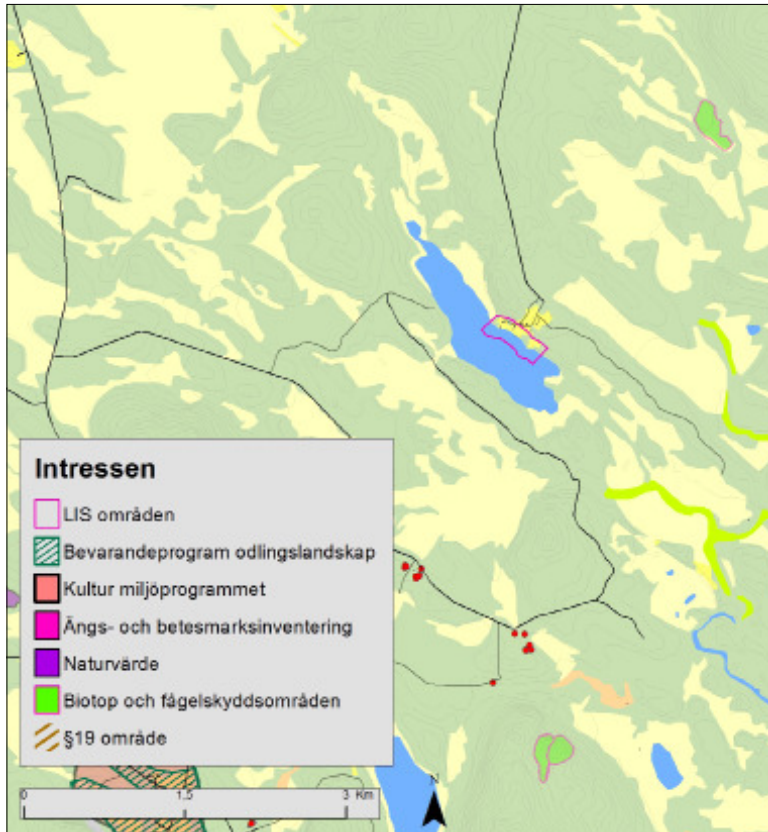 Intressen
LIS områden
Bevarandeprogram odlingslandskap
Kultur miljöprogrammet
Ängs- och betesmarksinventering
Naturvärde
Biotop och fågelskyddsområden
§19 område
0 1,5 3 Km
N